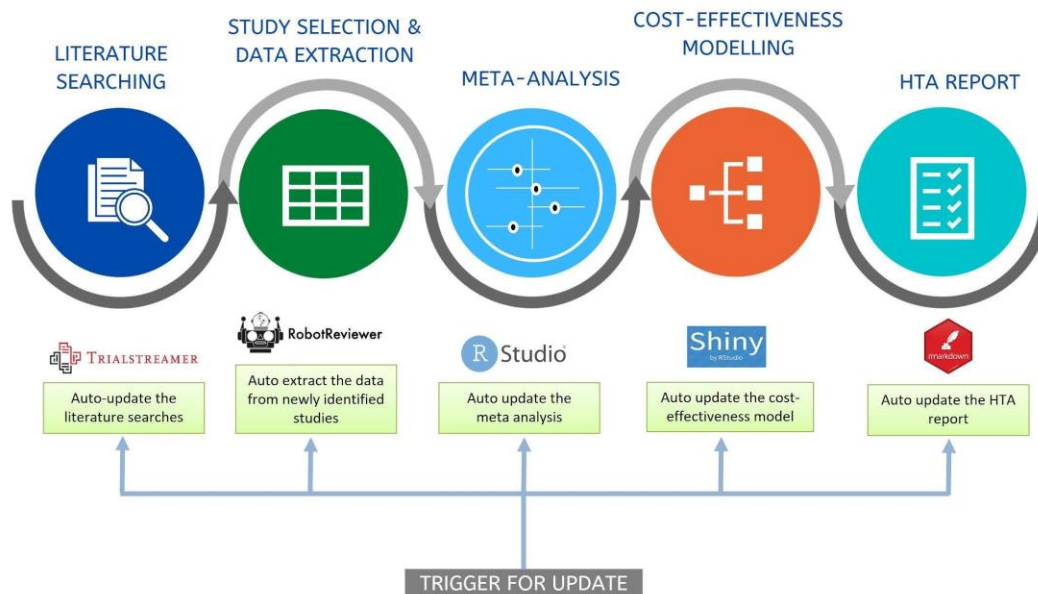 LITERATURE
SEARCHING
STUDY SELECTION &
DATA EXTRACTION
META-ANALYSIS
COST-EFFECTIVENESS
MODELLING
HTA REPORT
TRIALSTREAMER
RobotReviewer
R Studio®
Shiny
by RStudio
rmarkdown
Auto-update the
literature searches
Auto extract the data
from newly identified
studies
Auto update the
meta analysis
Auto update the cost-
effectiveness model
Auto update the HTA
report
TRIGGER FOR UPDATE